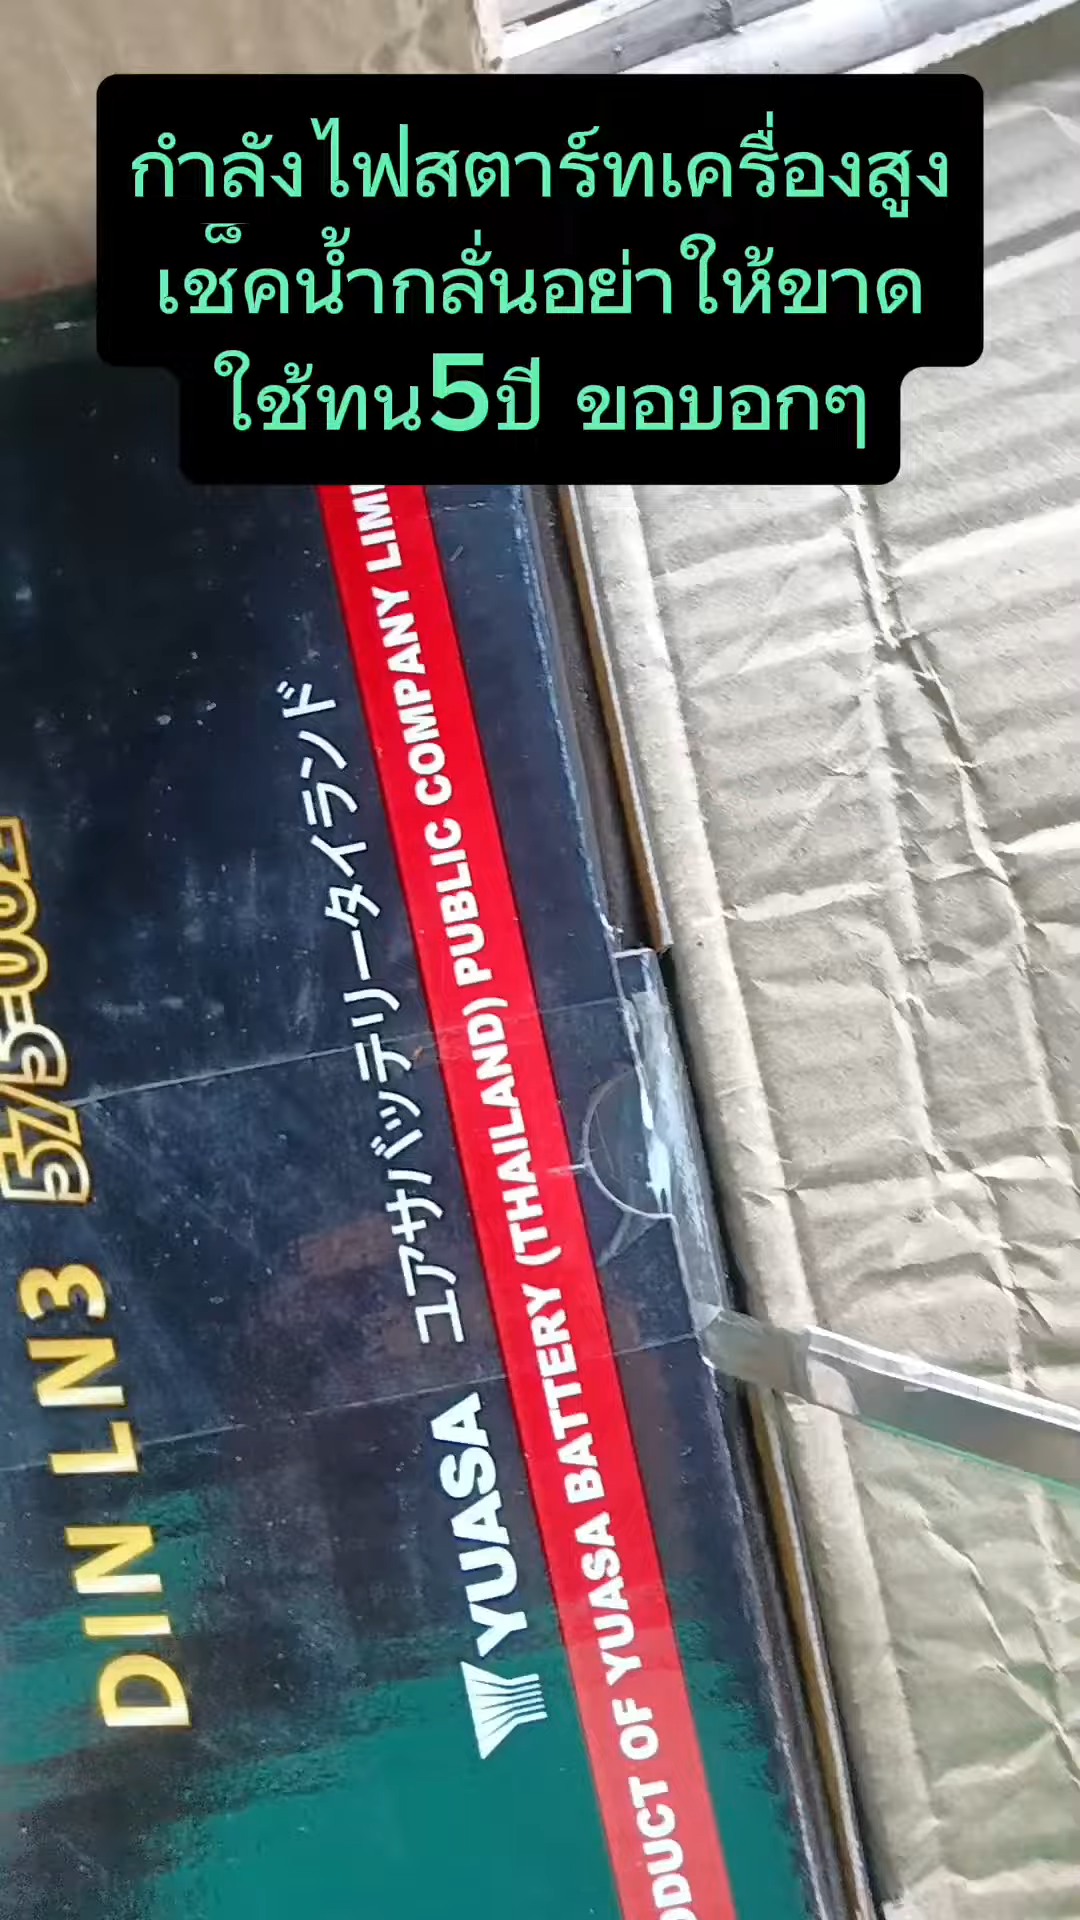 กำลังไฟสตาร์ทเครื่องสูง
เช็คน้ำกลั่นอย่าให้ขาด
ใช้ทน5ปี ขอบอกๆ
DIN LN3
YUASA ユアサバッテリータイランド
PRODUCT OF YUASA BATTERY (THAILAND) PUBLIC COMPANY